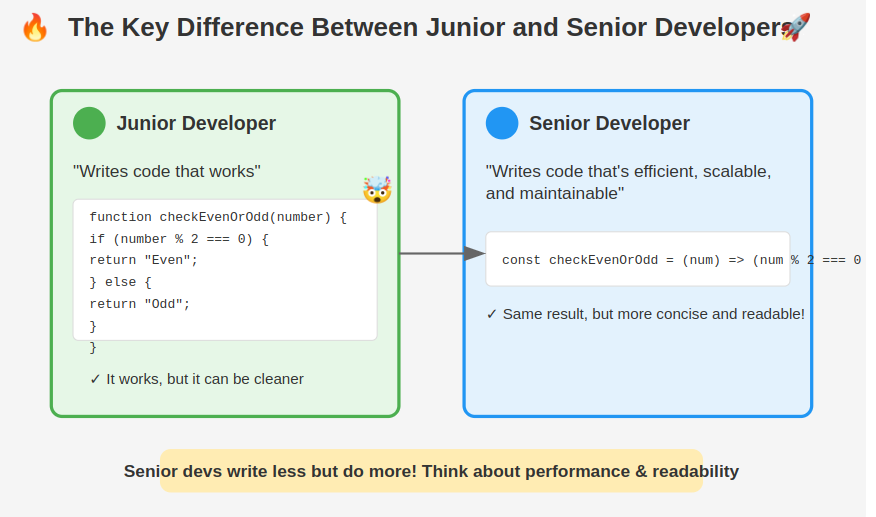 🔥 The Key Difference Between Junior and Senior Developers🚀
Junior Developer
"Writes code that works"
function checkEvenOrOdd(number) {
if (number % 2 === 0) {
return "Even";
} else {
return "Odd";
}
}
✓ It works, but it can be cleaner
Senior Developer
"Writes code that's efficient, scalable,
and maintainable"
const checkEvenOrOdd = (num) => (num % 2 === 0
✓ Same result, but more concise and readable!
Senior devs write less but do more! Think about performance & readability